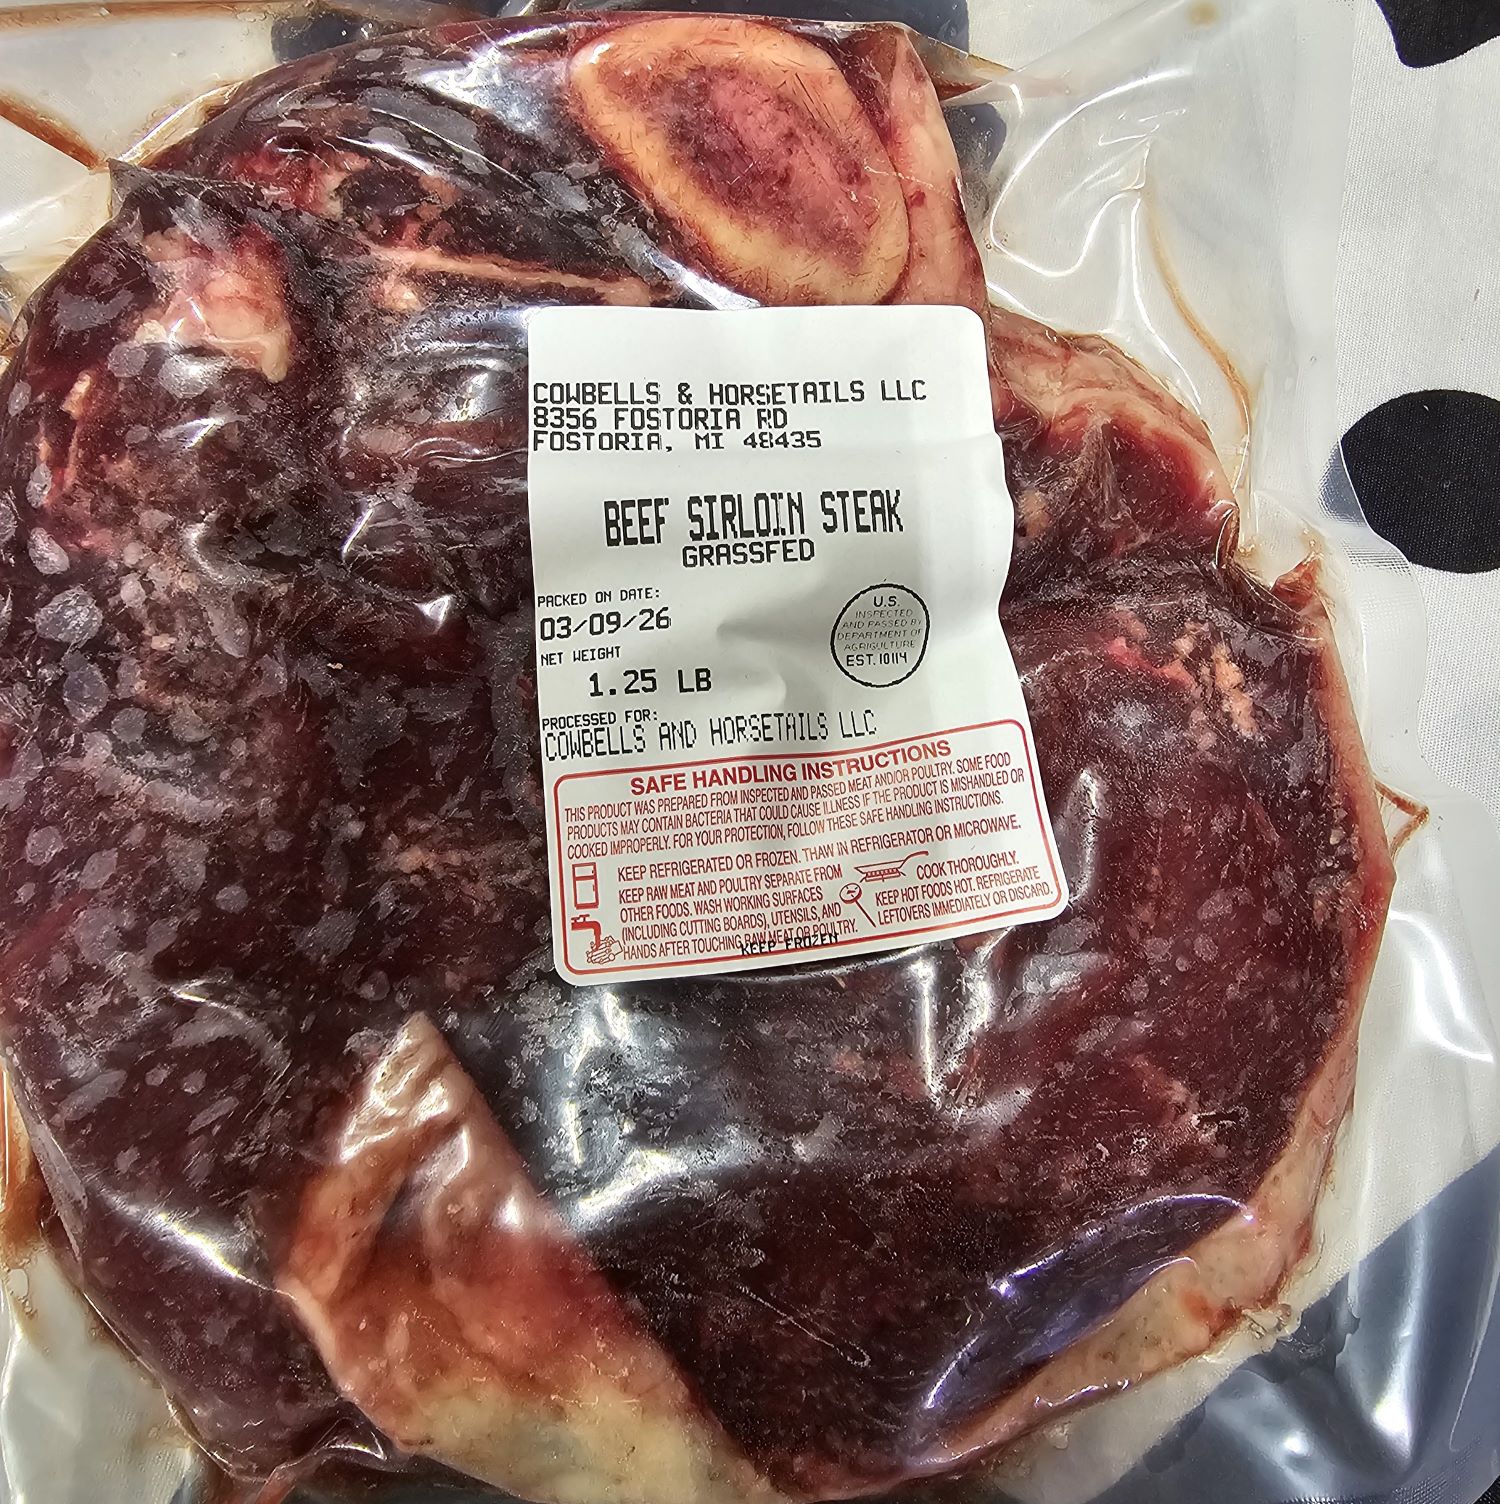 COWBELLS & HORSETAILS LLC
8356 FOSTORIA RD
FOSTORIA, MI 48435
BEEF SIRLOIN STEAK
GRASSFED
PACKED ON DATE:
03/09/26
NET WEIGHT
1.25 LB
U.S.
INSPECTED
AND PASSED BY
DEPARTMENT OF
AGRICULTURE
EST. 10114
PROCESSED FOR:
COWBELLS AND HORSETAILS LLC
SAFE HANDLING INSTRUCTIONS
THIS PRODUCT WAS PREPARED FROM INSPECTED AND PASSED MEAT AND/OR POULTRY. SOME FOOD
PRODUCTS MAY CONTAIN BACTERIA THAT COULD CAUSE ILLNESS IF THE PRODUCT IS MISHANDLED OR
COOKED IMPROPERLY. FOR YOUR PROTECTION, FOLLOW THESE SAFE HANDLING INSTRUCTIONS.
KEEP REFRIGERATED OR FROZEN. THAW IN REFRIGERATOR OR MICROWAVE.
KEEP RAW MEAT AND POULTRY SEPARATE FROM
OTHER FOODS. WASH WORKING SURFACES
(INCLUDING CUTTING BOARDS), UTENSILS, AND
HANDS AFTER TOUCHING RAW MEAT OR POULTRY.
COOK THOROUGHLY.
KEEP HOT FOODS HOT. REFRIGERATE
LEFTOVERS IMMEDIATELY OR DISCARD.
KEEP FROZEN